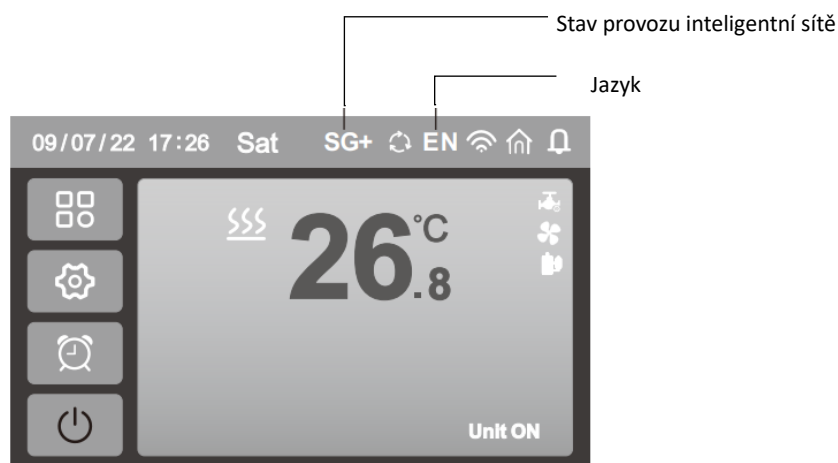 Stav provozu inteligentní sítě
Jazyk
09/07/22 17:26 Sat SG+ EN
26.8 °C
Unit ON